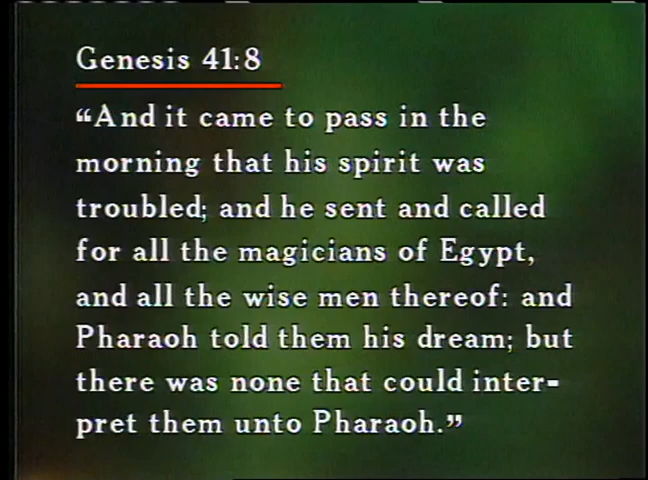 Genesis 41:8
“And it came to pass in the
morning that his spirit was
troubled; and he sent and called
for all the magicians of Egypt,
and all the wise men thereof: and
Pharaoh told them his dream; but
there was none that could inter-
pret them unto Pharaoh.”